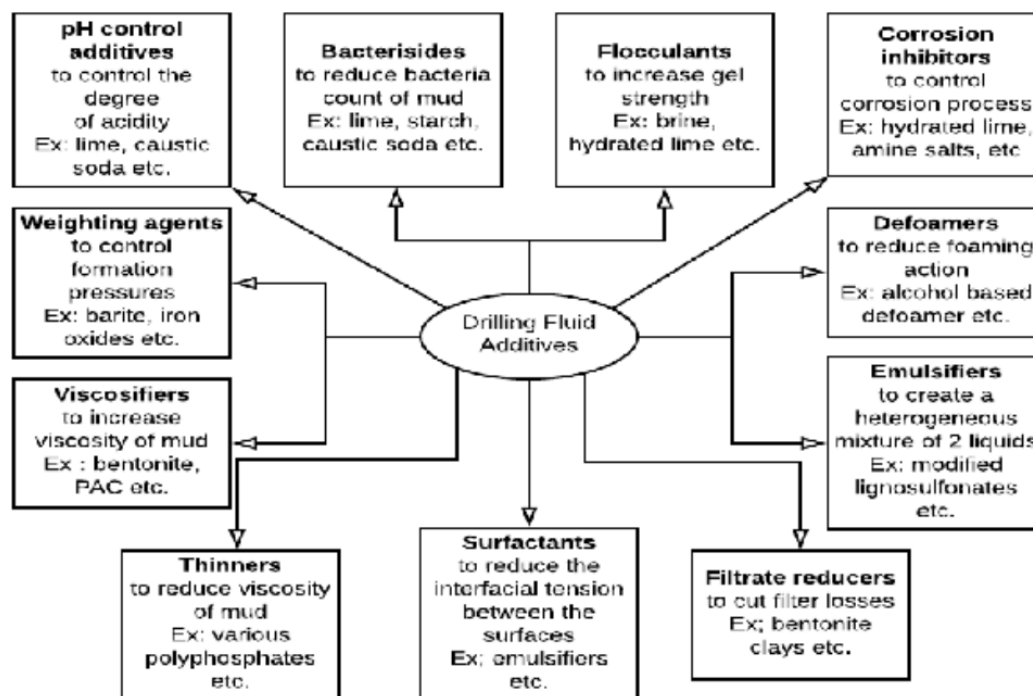 pH control
additives
to control the
degree
of acidity
Ex: lime, caustic
soda etc.
Bacterisides
to reduce bacteria
count of mud
Ex: lime, starch,
caustic soda etc.
Flocculants
to increase gel
strength
Ex: brine,
hydrated lime etc.
Corrosion
inhibitors
to control
corrosion process
Ex: hydrated lime,
amine salts, etc
Weighting agents
to control
formation
pressures
Ex: barite, iron
oxides etc.
Drilling Fluid
Additives
Defoamers
to reduce foaming
action
Ex: alcohol based
defoamer etc.
Viscosifiers
to increase
viscosity of mud
Ex : bentonite,
PAC etc.
Emulsifiers
to create a
heterogeneous
mixture of 2 liquids
Ex: modified
lignosulfonates
etc.
Thinners
to reduce viscosity
of mud
Ex: various
polyphosphates
etc.
Surfactants
to reduce the
interfacial tension
between the
surfaces
Ex; emulsifiers
etc.
Filtrate reducers
to cut filter losses
Ex; bentonite
clays etc.